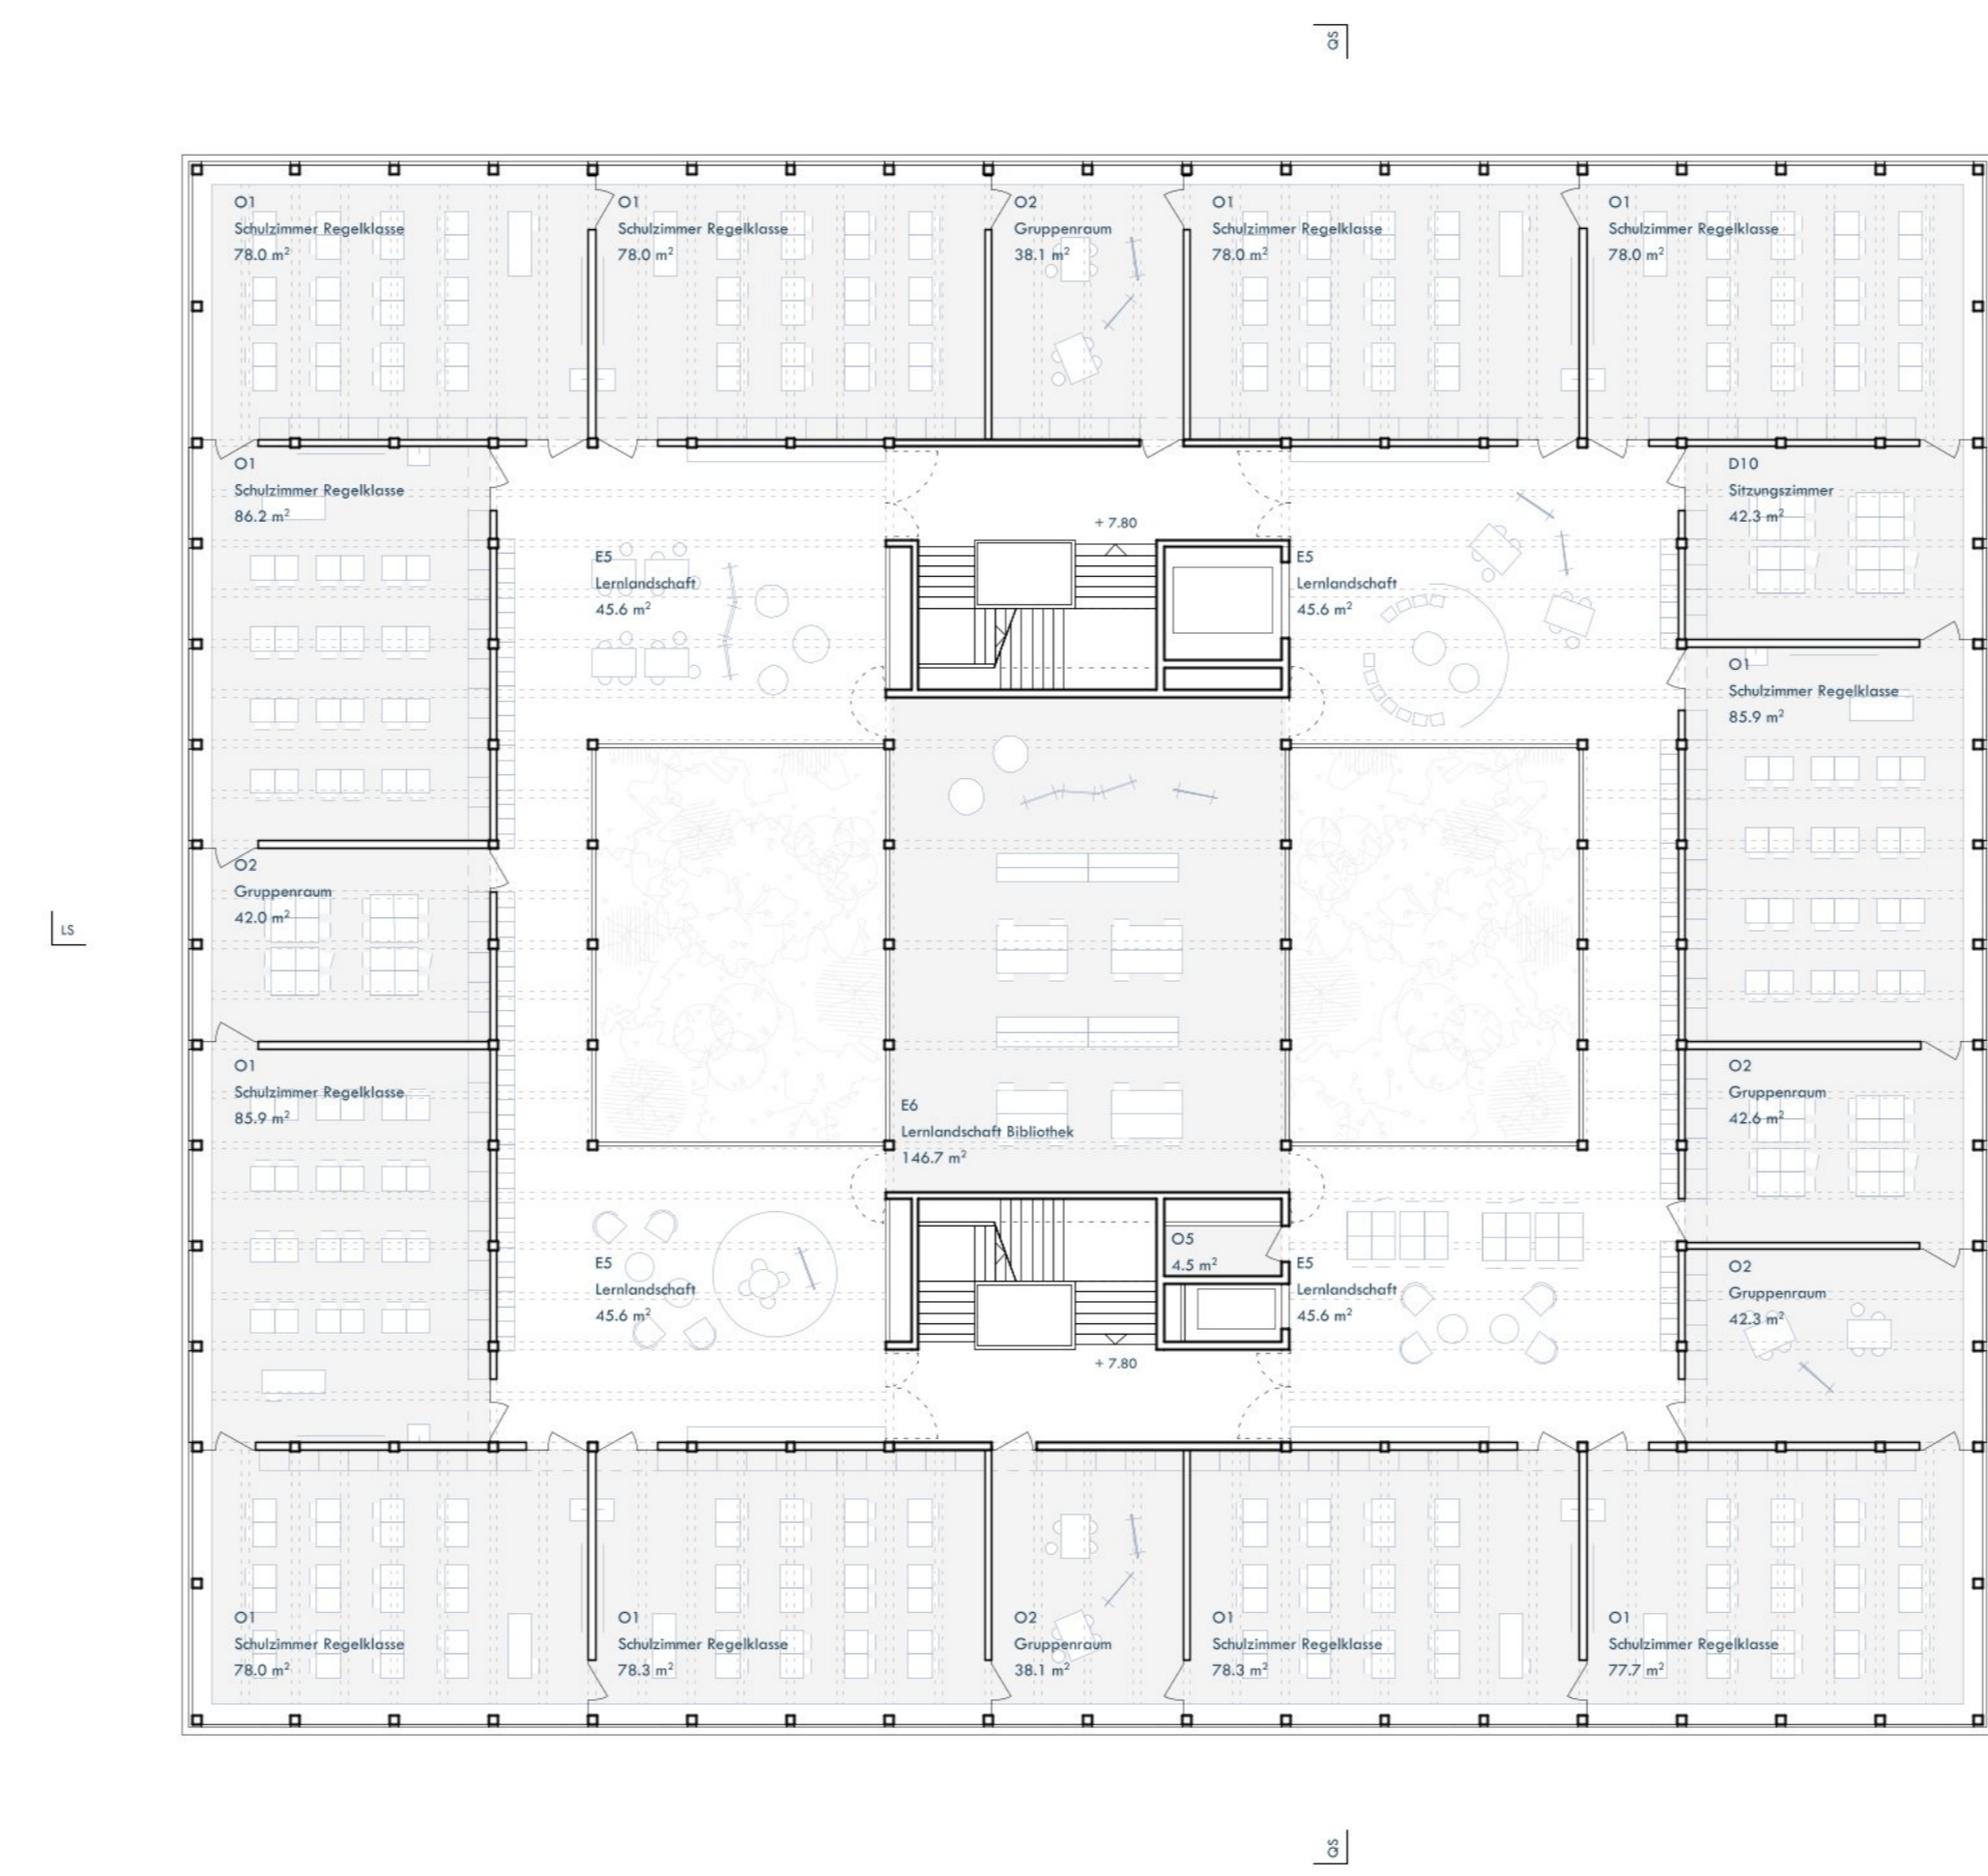 QS
O1
Schulzimmer Regelklasse
78.0 m²
O1
Schulzimmer Regelklasse
78.0 m²
O2
Gruppenraum
38.1 m²
O1
Schulzimmer Regelklasse
78.0 m²
O1
Schulzimmer Regelklasse
78.0 m²
O1
Schulzimmer Regelklasse
86.2 m²
D10
Sitzungszimmer
42.3 m²
+ 7.80
E5
Lernlandschaft
45.6 m²
E5
Lernlandschaft
45.6 m²
O1
Schulzimmer Regelklasse
85.9 m²
O2
Gruppenraum
42.0 m²
LS
O1
Schulzimmer Regelklasse
85.9 m²
E6
Lernlandschaft Bibliothek
146.7 m²
O2
Gruppenraum
42.6 m²
O5
4.5 m²
E5
Lernlandschaft
45.6 m²
E5
Lernlandschaft
45.6 m²
O2
Gruppenraum
42.3 m²
+ 7.80
O1
Schulzimmer Regelklasse
78.0 m²
O1
Schulzimmer Regelklasse
78.3 m²
O2
Gruppenraum
38.1 m²
O1
Schulzimmer Regelklasse
78.3 m²
O1
Schulzimmer Regelklasse
77.7 m²
QS